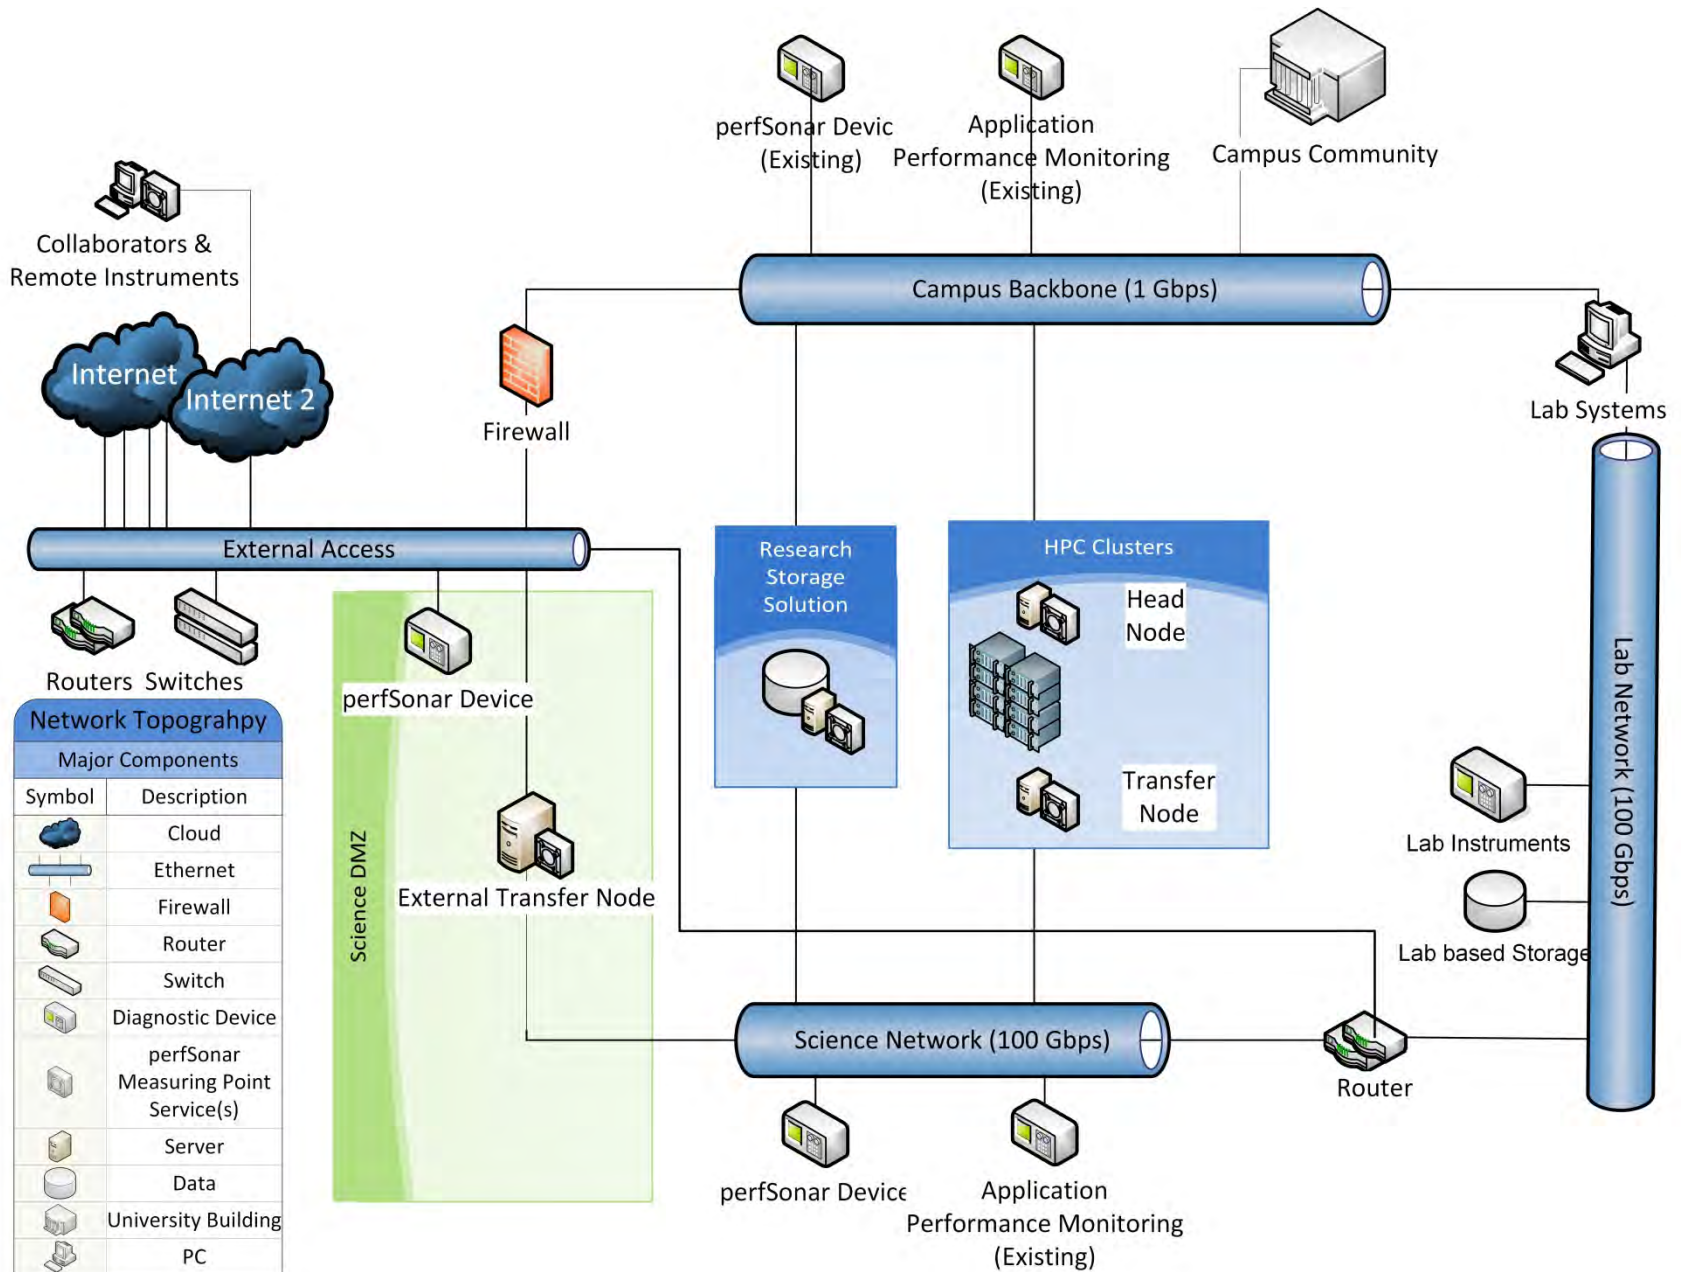 perfSonar Devic
(Existing)
Application
Performance Monitoring
(Existing)
Campus Community
Collaborators &
Remote Instruments
Campus Backbone (1 Gbps)
Internet
Internet 2
Firewall
Lab Systems
External Access
Research
Storage
Solution
HPC Clusters
Head
Node
Transfer
Node
Routers
Switches
perfSonar Device
External Transfer Node
Science DMZ
Lab Network (100 Gbps)
Lab Instruments
Lab based Storage
Science Network (100 Gbps)
Router
perfSonar Device
Application
Performance Monitoring
(Existing)
Network Topograhpy
Major Components
Symbol Description
Cloud
Ethernet
Firewall
Router
Switch
Diagnostic Device
perfSonar
Measuring Point
Service(s)
Server
Data
University Building
PC